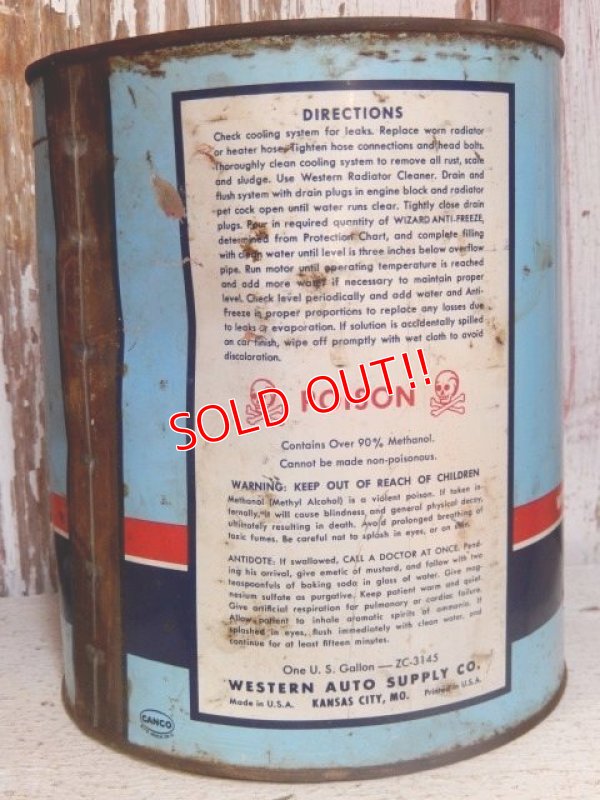 DIRECTIONS
Check cooling system for leaks. Replace worn radiator
or heater hose. Tighten hose connections and head bolts.
Thoroughly clean cooling system to remove all rust, scale
and sludge. Use Western Radiator Cleaner. Drain and
flush system with drain plugs in engine block and radiator
pet cock open until water runs clear. Tightly close drain
plugs. Pour in required quantity of WIZARD ANTI-FREEZE,
determined from Protection Chart, and complete filling
with clean water until level is three inches below overflow
pipe. Run motor until operating temperature is reached
and add more water if necessary to maintain proper
level. Check level periodically and add water and Anti-
freeze in proper proportions to replace any losses due
to leaks or evaporation. If solution is accidentally spilled
on car finish, wipe off promptly with wet cloth to avoid
discoloration.
SOLD OUT!!
POISON
Contains Over 90% Methanol.
Cannot be made non-poisonous.
WARNING: KEEP OUT OF REACH OF CHILDREN
Methanol (Methyl Alcohol) is a violent poison. If taken in-
ternally, it will cause blindness and general physical decay,
ultimately resulting in death. Avoid prolonged breathing of
toxic fumes. Be careful not to splash in eyes, or on skin.
ANTIDOTE: If swallowed, CALL A DOCTOR AT ONCE. Pend-
ing his arrival, give emetic of mustard, and follow with two
teaspoonfuls of baking soda in glass of water. Give mag-
nesium sulfate as purgative. Keep patient warm and quiet.
Give artificial respiration for pulmonary or cardiac failure.
Allow patient to inhale aromatic spirits of ammonia. If
splashed in eyes, flush immediately with clean water, and
continue for at least fifteen minutes.
One U. S. Gallon — ZC-3145
WESTERN AUTO SUPPLY CO.
Made in U.S.A. KANSAS CITY, MO. Printed in U.S.A.
CANCO